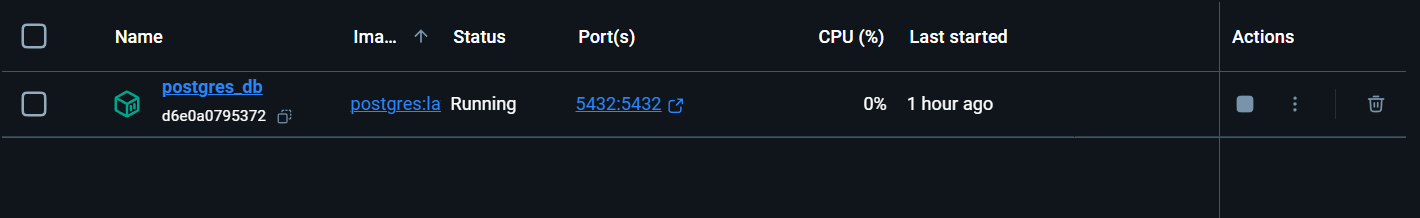 Name Ima... Status Port(s) CPU (%) Last started Actions
postgres_db
d6e0a0795372
postgres:la Running 5432:5432 0% 1 hour ago